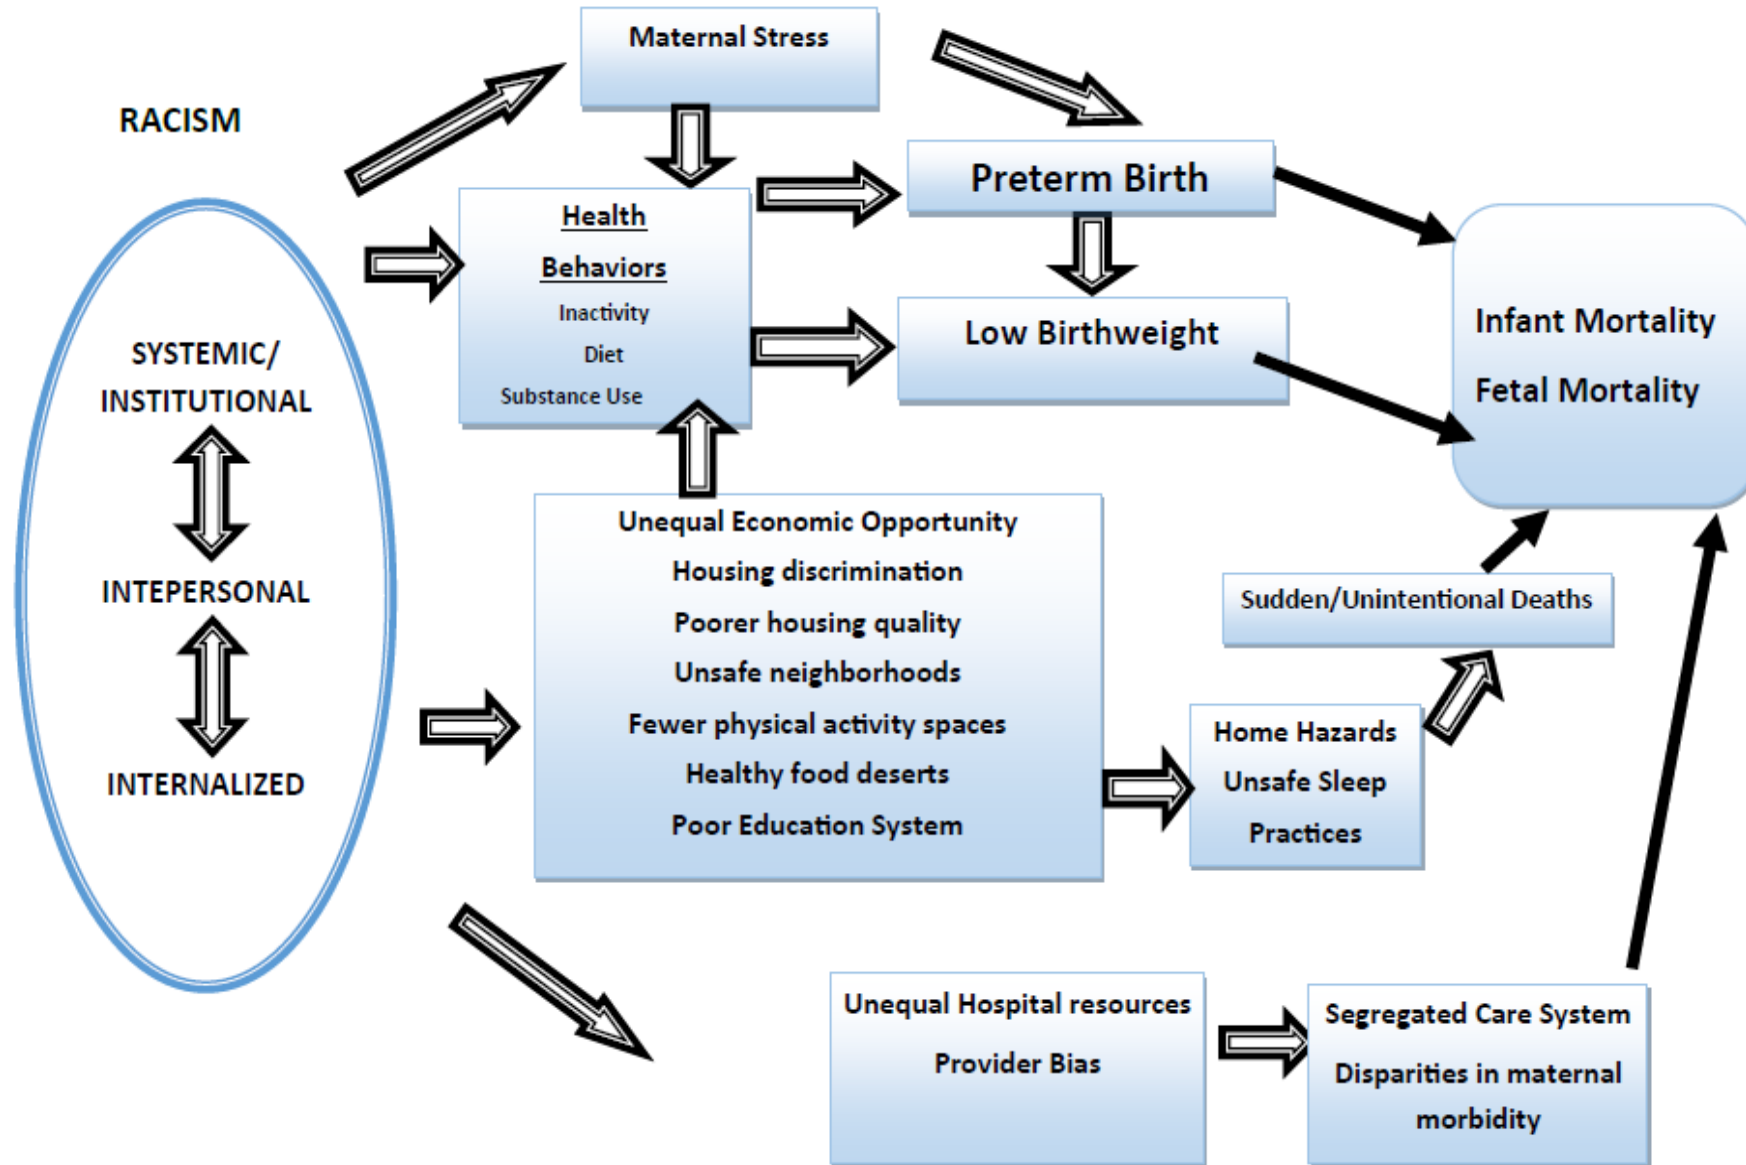 RACISM
SYSTEMIC/
INSTITUTIONAL
INTEPERSONAL
INTERNALIZED
Maternal Stress
Health
Behaviors
Inactivity
Diet
Substance Use
Preterm Birth
Low Birthweight
Infant Mortality
Fetal Mortality
Unequal Economic Opportunity
Housing discrimination
Poorer housing quality
Unsafe neighborhoods
Fewer physical activity spaces
Healthy food deserts
Poor Education System
Sudden/Unintentional Deaths
Home Hazards
Unsafe Sleep
Practices
Unequal Hospital resources
Provider Bias
Segregated Care System
Disparities in maternal
morbidity